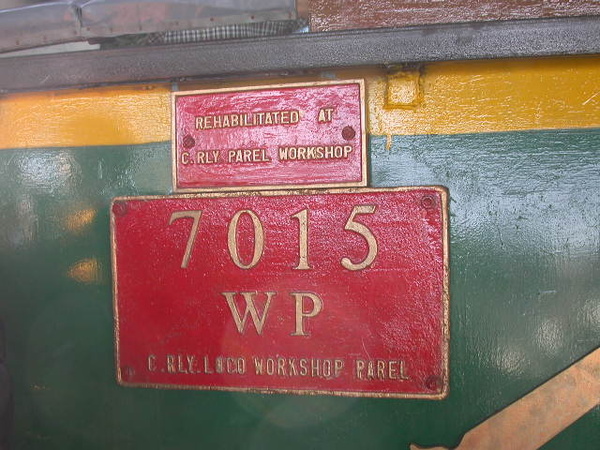 REHABILITATED AT
C.RLY PAREL WORKSHOP
7015
WP
C.RLY.LOCO WORKSHOP PAREL